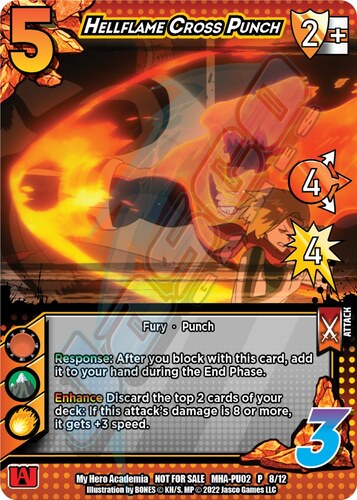 5
HELLFLAME CROSS PUNCH
2 +
4
4
ATTACK
Fury • Punch
Response: After you block with this card, add
it to your hand during the End Phase.
Enhance Discard the top 2 cards of your
deck: If this attack's damage is 8 or more,
it gets +3 speed.
3
My Hero Academia NOT FOR SALE MHA-PU02 P 8/12
Illustration by BONES © KH/S. MP © 2022 Jasco Games LLC